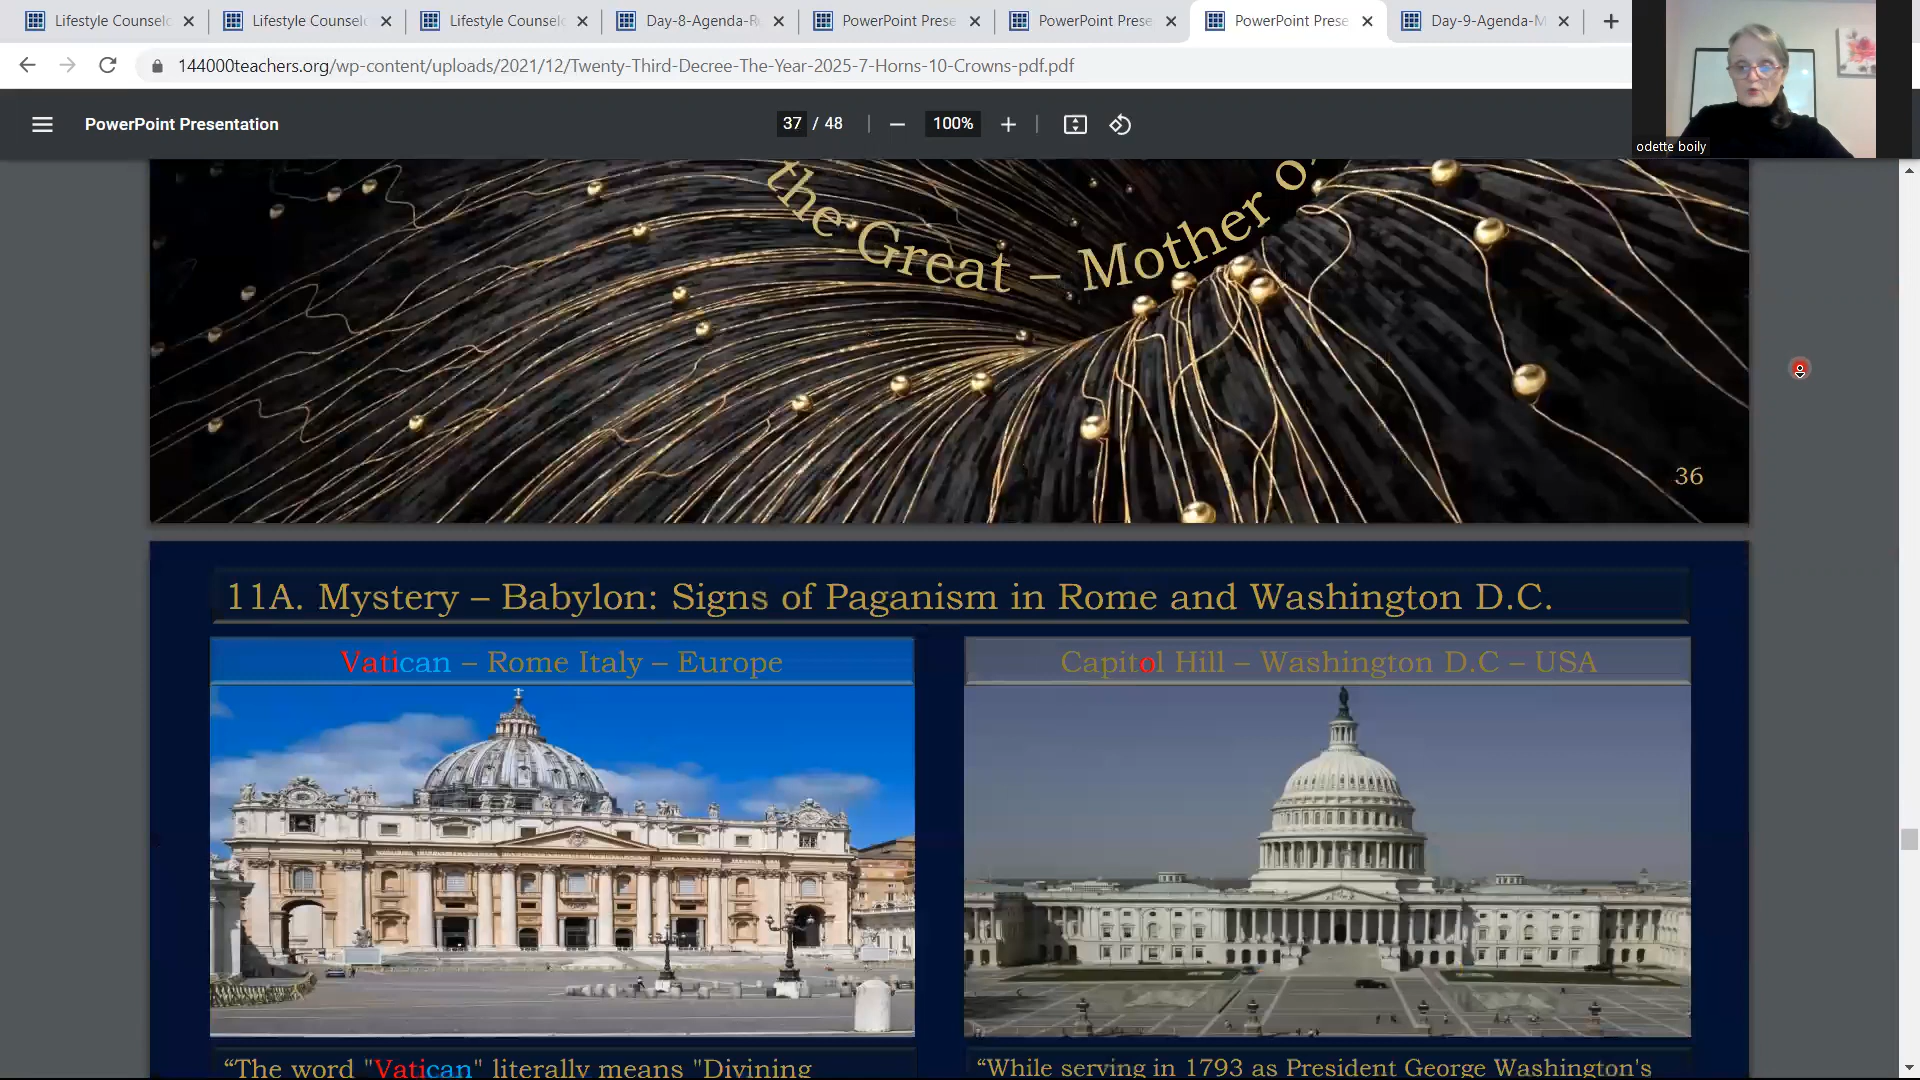 Lifestyle Counsel
Lifestyle Counsel
Lifestyle Counsel
Day-8-Agenda-R
PowerPoint Prese
PowerPoint Prese
PowerPoint Prese
Day-9-Agenda-M
144000teachers.org/wp-content/uploads/2021/12/Twenty-Third-Decree-The-Year-2025-7-Horns-10-Crowns-pdf.pdf
PowerPoint Presentation
37 / 48
100%
odette boily
the Great – Mother o
36
11A. Mystery – Babylon: Signs of Paganism in Rome and Washington D.C.
Vatican – Rome Italy – Europe
Capitol Hill – Washington D.C – USA
“The word "Vatican" literally means "Divining
“While serving in 1793 as President George Washington's